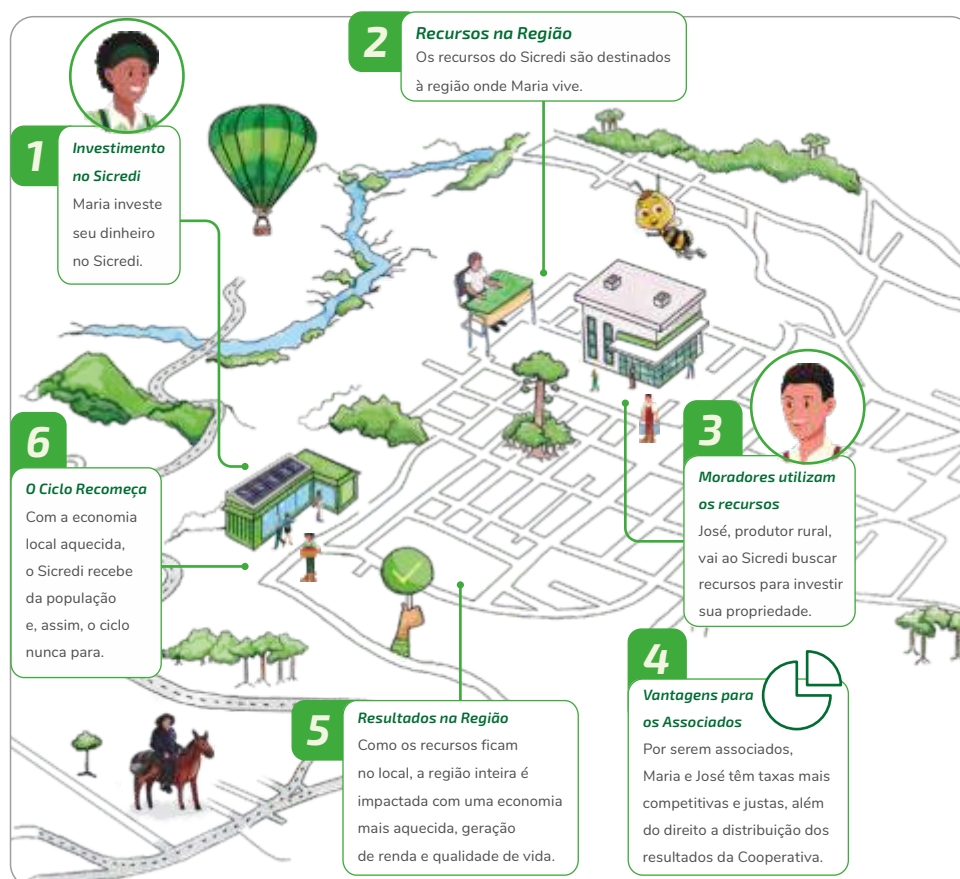 1
Investimento
no Sicredi
Maria investe
seu dinheiro
no Sicredi.
2
Recursos na Região
Os recursos do Sicredi são destinados
à região onde Maria vive.
3
Moradores utilizam
os recursos
José, produtor rural,
vai ao Sicredi buscar
recursos para investir
sua propriedade.
4
Vantagens para
os Associados
Por serem associados,
Maria e José têm taxas mais
competitivas e justas, além
do direito a distribuição dos
resultados da Cooperativa.
5
Resultados na Região
Como os recursos ficam
no local, a região inteira é
impactada com uma economia
mais aquecida, geração
de renda e qualidade de vida.
6
O Ciclo Recomeça
Com a economia
local aquecida,
o Sicredi recebe
da população
e, assim, o ciclo
nunca para.